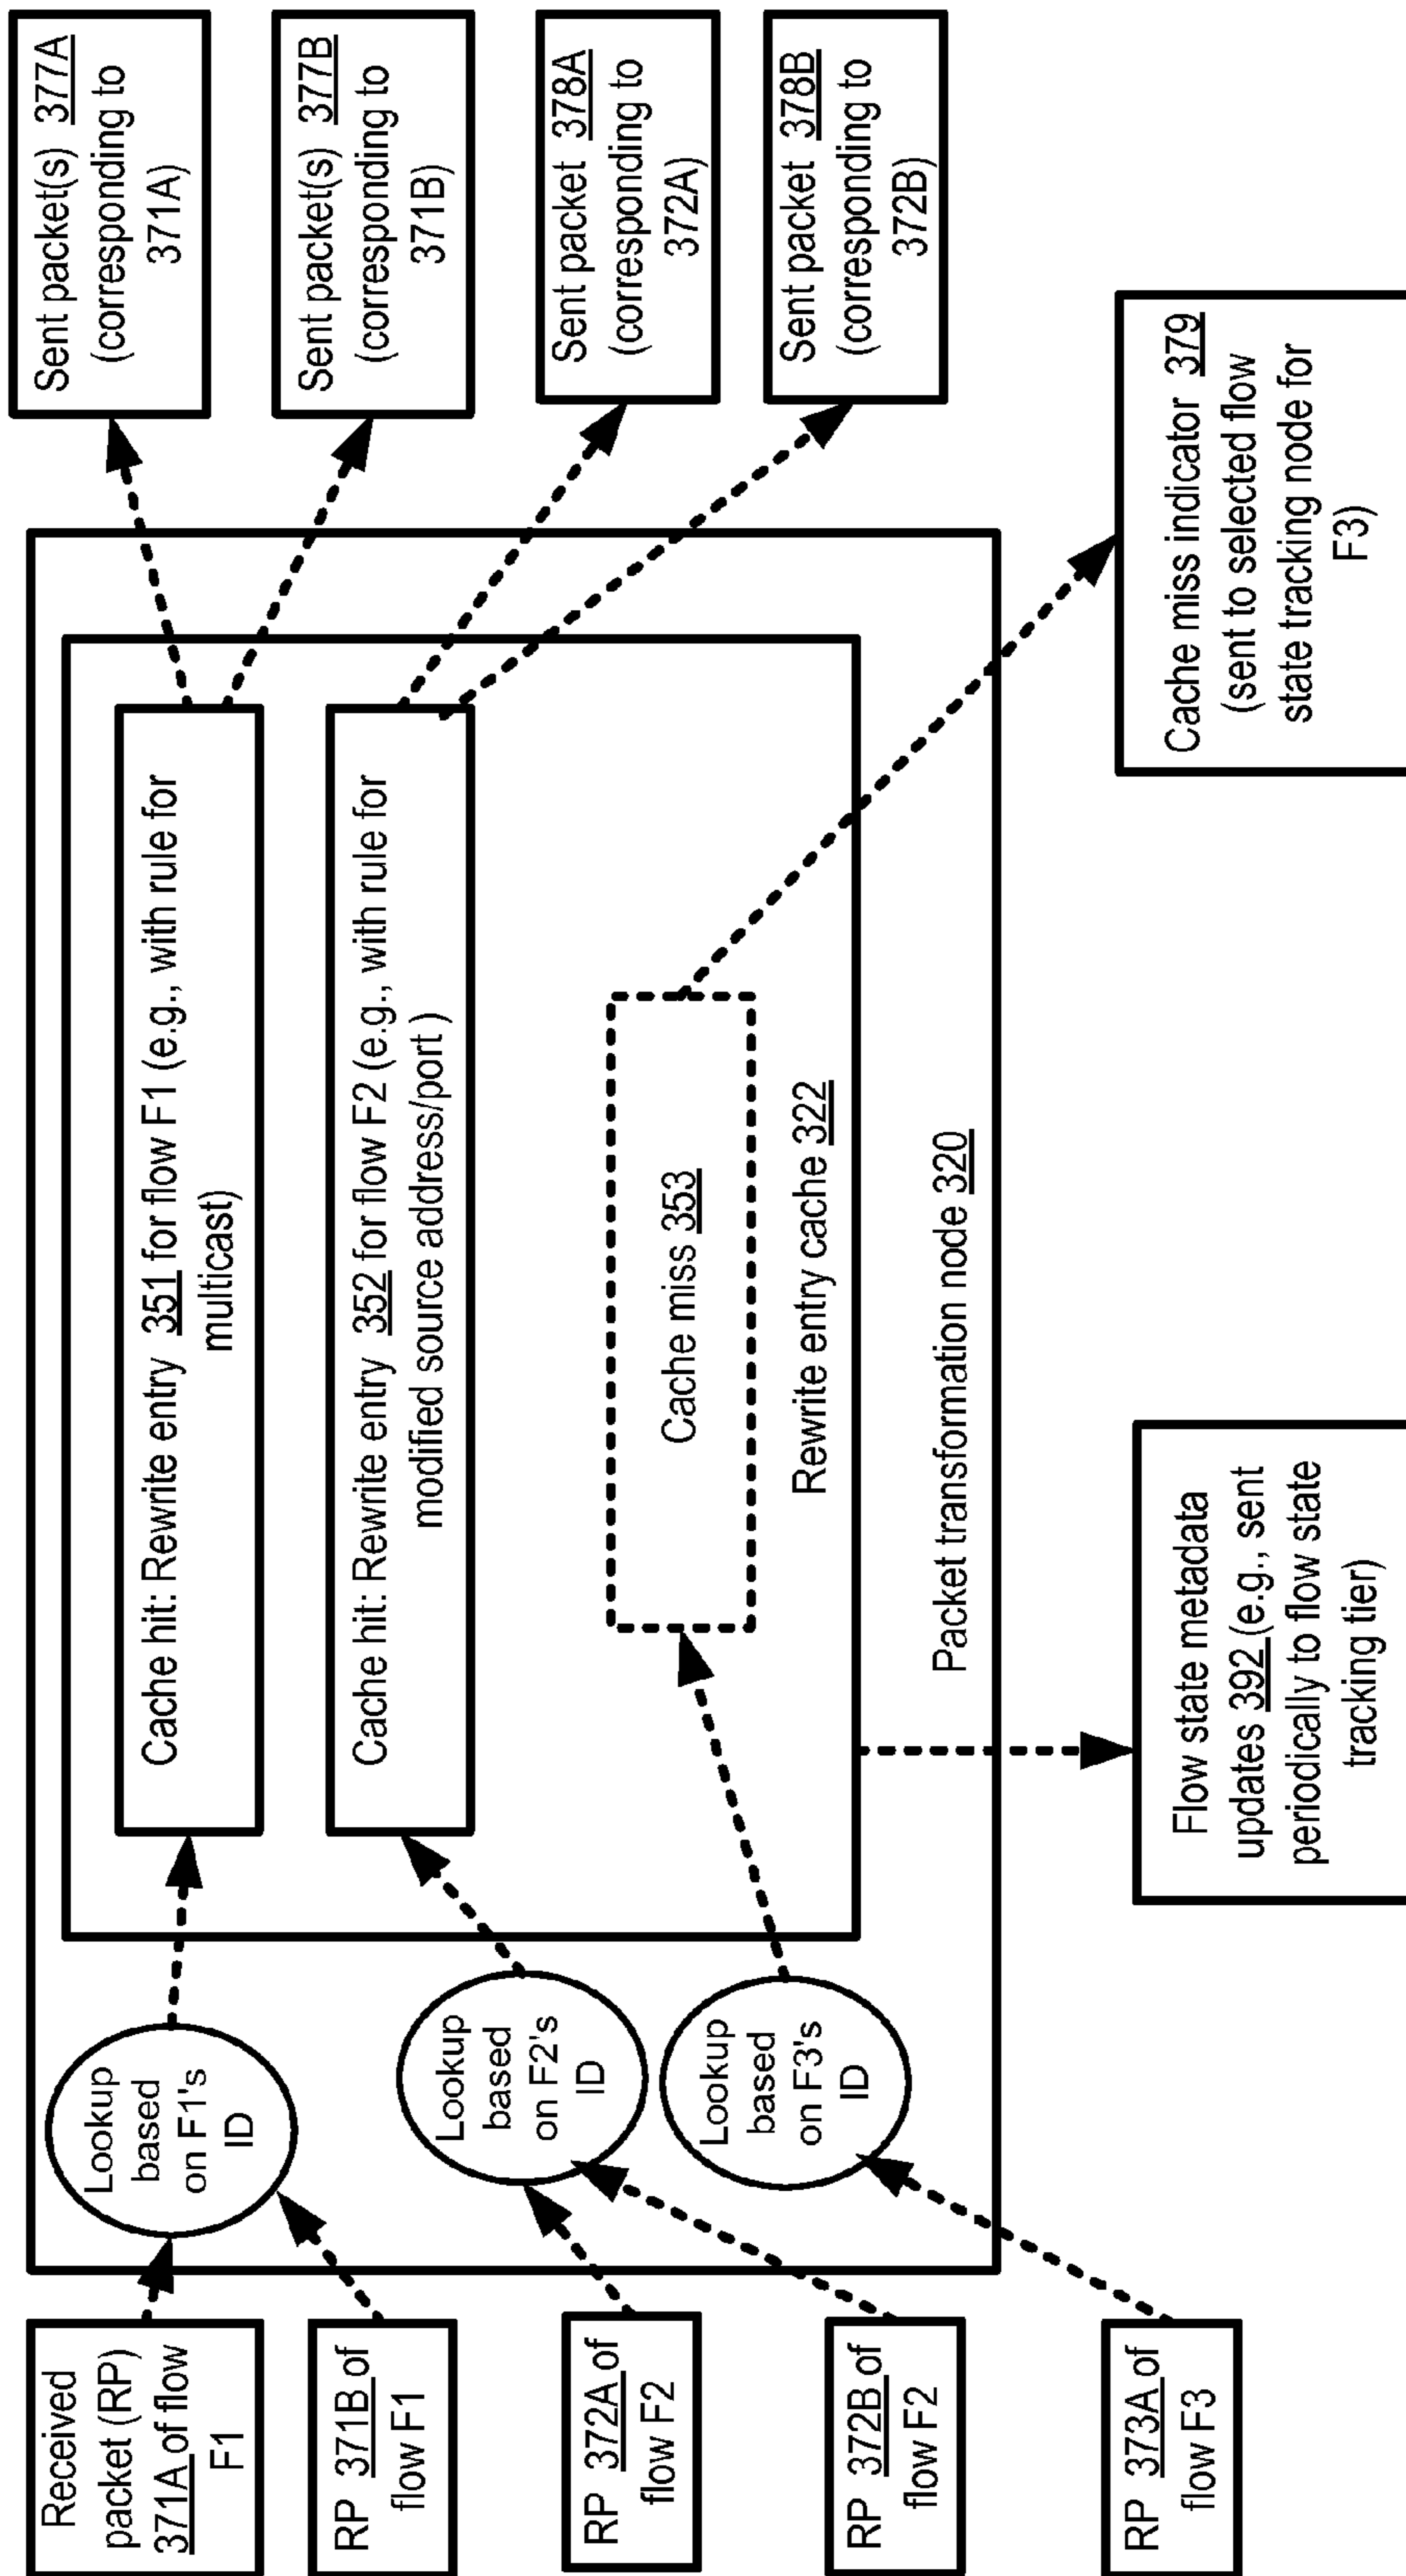 Received
packet (RP)
371A of flow
F1
RP 371B of
flow F1
RP 372A of
flow F2
RP 372B of
flow F2
RP 373A of
flow F3
Lookup
based
on F1's
ID
Lookup
based
on F2's
ID
Lookup
based
on F3's
ID
Cache hit: Rewrite entry 351 for flow F1 (e.g., with rule for
multicast)
Cache hit: Rewrite entry 352 for flow F2 (e.g., with rule for
modified source address/port )
Cache miss 353
Rewrite entry cache 322
Packet transformation node 320
Sent packet(s) 377A
(corresponding to
371A)
Sent packet(s) 377B
(corresponding to
371B)
Sent packet 378A
(corresponding to
372A)
Sent packet 378B
(corresponding to
372B)
Flow state metadata
updates 392 (e.g., sent
periodically to flow state
tracking tier)
Cache miss indicator 379
(sent to selected flow
state tracking node for
F3)